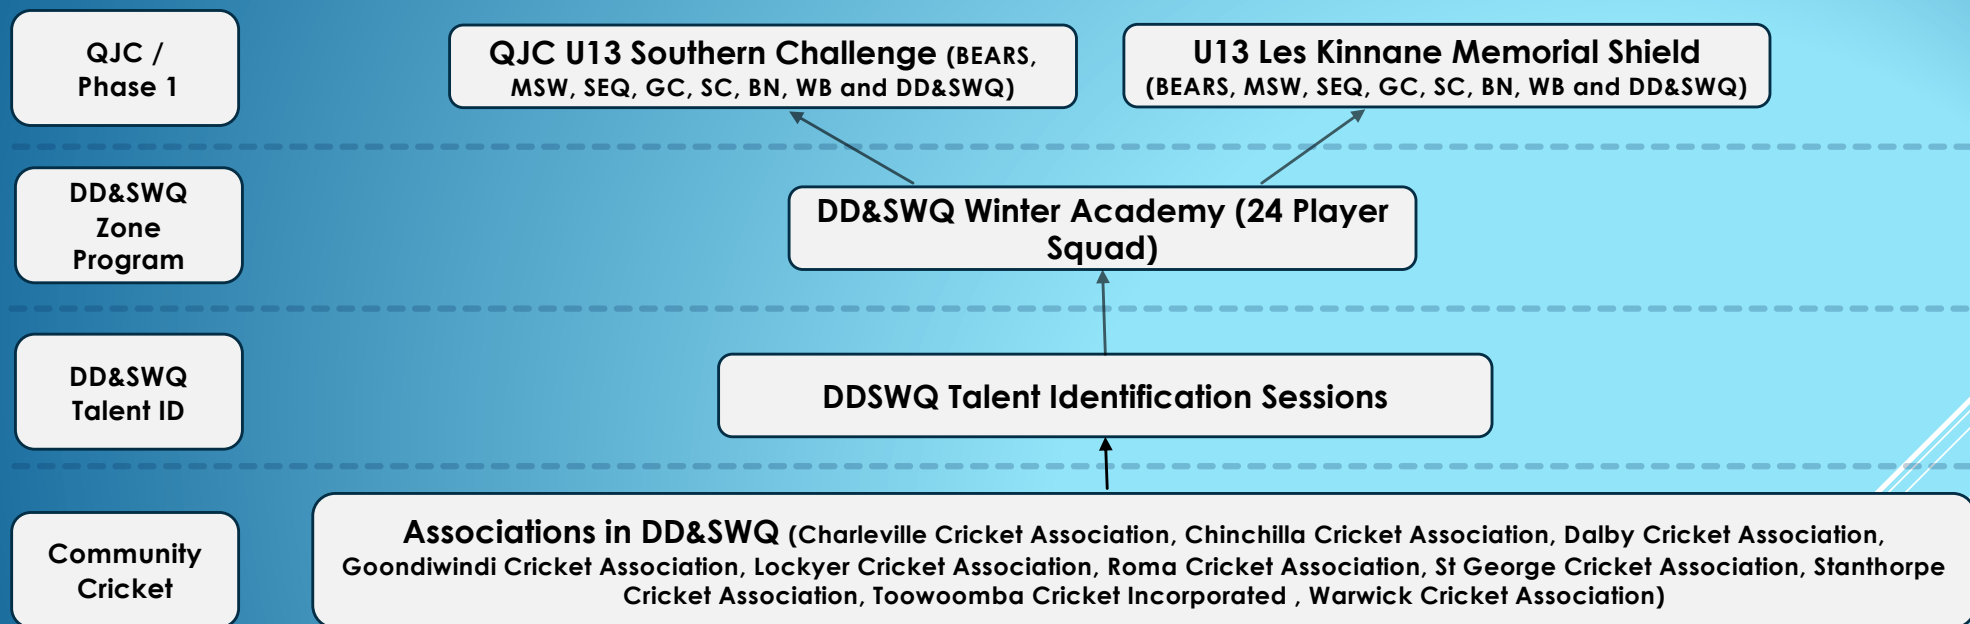 QJC /
Phase 1
QJC U13 Southern Challenge (BEARS,
MSW, SEQ, GC, SC, BN, WB and DD&SWQ)
U13 Les Kinnane Memorial Shield
(BEARS, MSW, SEQ, GC, SC, BN, WB and DD&SWQ)
DD&SWQ
Zone
Program
DD&SWQ Winter Academy (24 Player
Squad)
DD&SWQ
Talent ID
DDSWQ Talent Identification Sessions
Community
Cricket
Associations in DD&SWQ (Charleville Cricket Association, Chinchilla Cricket Association, Dalby Cricket Association,
Goondiwindi Cricket Association, Lockyer Cricket Association, Roma Cricket Association, St George Cricket Association, Stanthorpe
Cricket Association, Toowoomba Cricket Incorporated , Warwick Cricket Association)